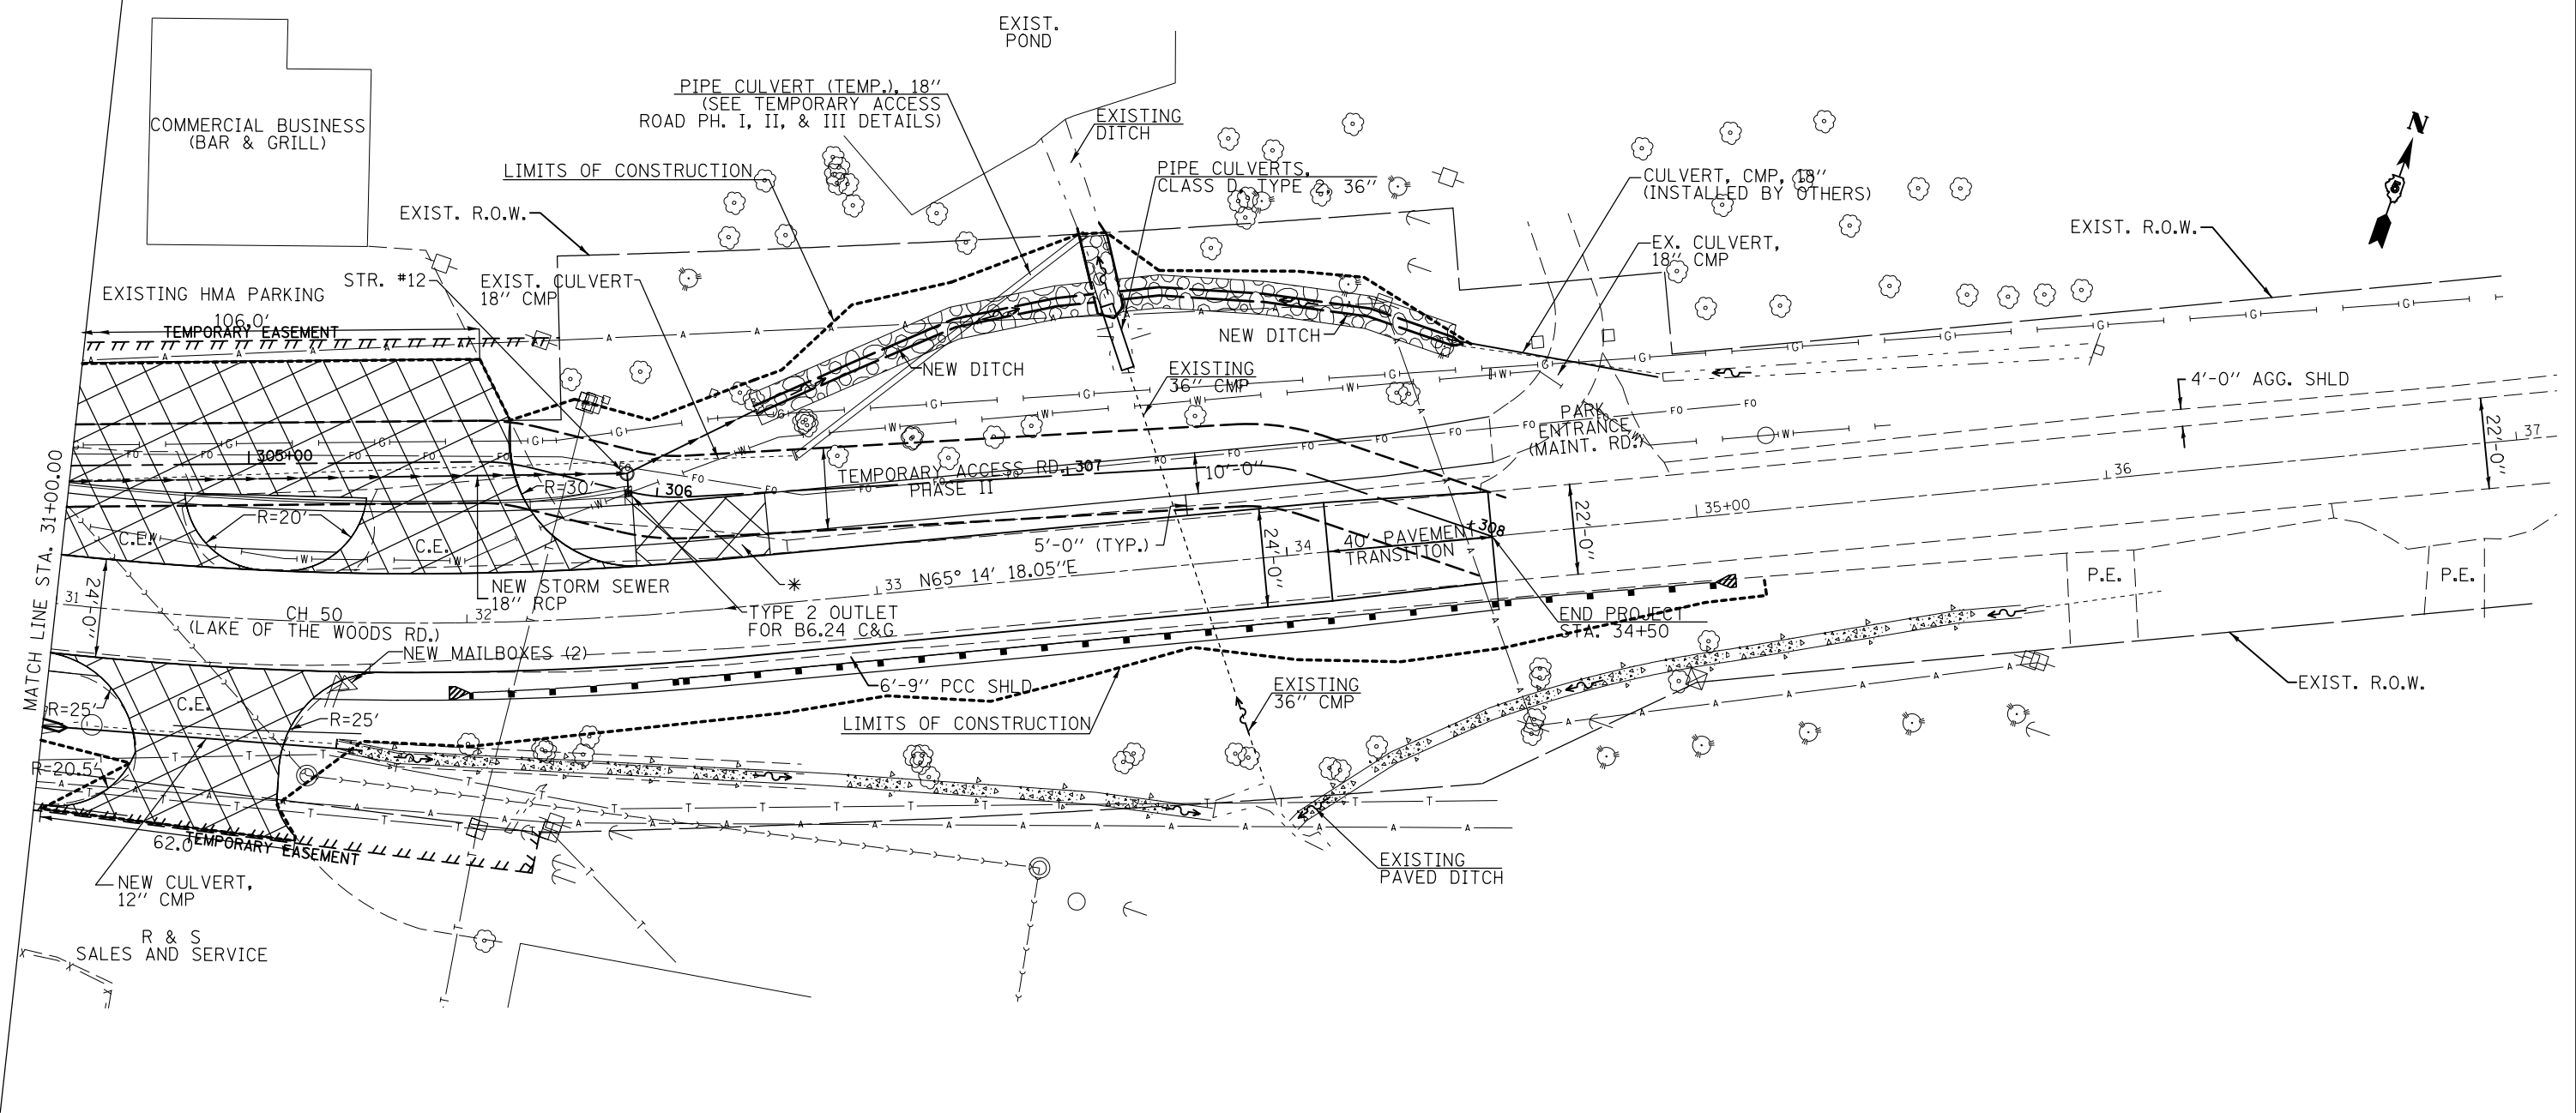 EXIST.
POND
PIPE CULVERT (TEMP.), 18"
(SEE TEMPORARY ACCESS
ROAD PH. I, II, & III DETAILS)
EXISTING
DITCH
COMMERCIAL BUSINESS
(BAR & GRILL)
LIMITS OF CONSTRUCTION
PIPE CULVERTS,
CLASS D, TYPE 2, 36"
CULVERT, CMP, 18"
(INSTALLED BY OTHERS)
N
EXIST. R.O.W.
EXIST. R.O.W.
EX. CULVERT,
18" CMP
STR. #12
EXIST. CULVERT
18" CMP
EXISTING HMA PARKING
106.0'
TEMPORARY EASEMENT
NEW DITCH
NEW DITCH
EXISTING
36" CMP
4'-0" AGG. SHLD
PARK
ENTRANCE
(MAINT. RD.)
22'-0"
37
36
35+00
305+00
306
307
308
TEMPORARY ACCESS RD.
PHASE II
10'-0"
R=30'
R=20'
C.E.
C.E.
MATCH LINE STA. 31+00.00
5'-0" (TYP.)
24'-0"
34
40' PAVEMENT
TRANSITION
22'-0"
33
N65° 14' 18.05"E
*
NEW STORM SEWER
18" RCP
TYPE 2 OUTLET
FOR B6.24 C&G
END PROJECT
STA. 34+50
P.E.
P.E.
31
32
24'-0"
CH 50
(LAKE OF THE WOODS RD.)
NEW MAILBOXES (2)
6'-9" PCC SHLD
C.E.
R=25'
R=25'
LIMITS OF CONSTRUCTION
EXISTING
36" CMP
EXIST. R.O.W.
R=20.5'
62.0'
TEMPORARY EASEMENT
NEW CULVERT,
12" CMP
EXISTING
PAVED DITCH
R & S
SALES AND SERVICE